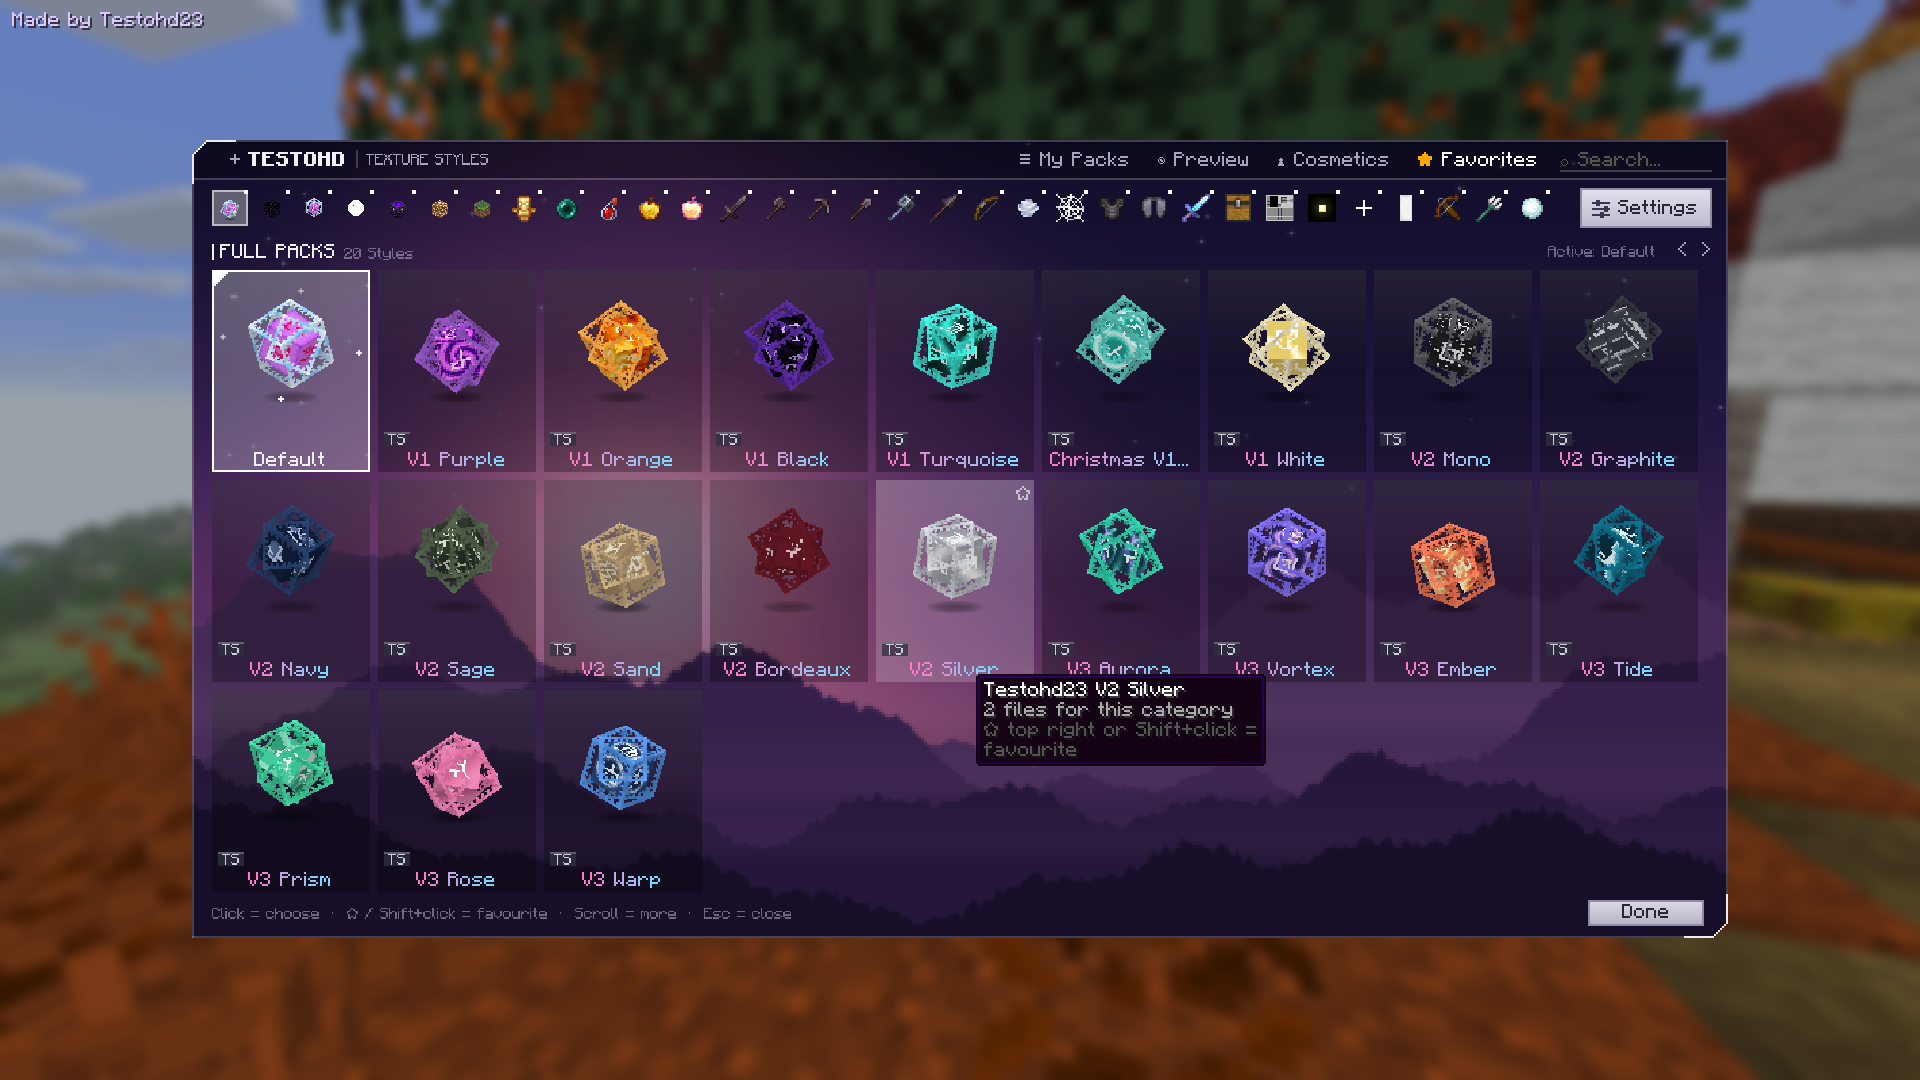 Made by Testohd23
+ TESTOHD | TEXTURE STYLES
☰ My Packs
Preview
Cosmetics
★ Favorites
Search...
Settings
FULL PACKS 20 Styles
Active: Default < >
Default
TS
V1 Purple
TS
V1 Orange
TS
V1 Black
TS
V1 Turquoise
TS
Christmas V1...
TS
V1 White
TS
V2 Mono
TS
V2 Graphite
TS
V2 Navy
TS
V2 Sage
TS
V2 Sand
TS
V2 Bordeaux
TS
V2 Silver
TS
V3 Aurora
TS
V3 Vortex
TS
V3 Ember
TS
V3 Tide
Testohd23 V2 Silver
2 files for this category
☆ top right or Shift+click =
favourite
TS
V3 Prism
TS
V3 Rose
TS
V3 Warp
Click = choose · ☆ / Shift+click = favourite · Scroll = more · Esc = close
Done